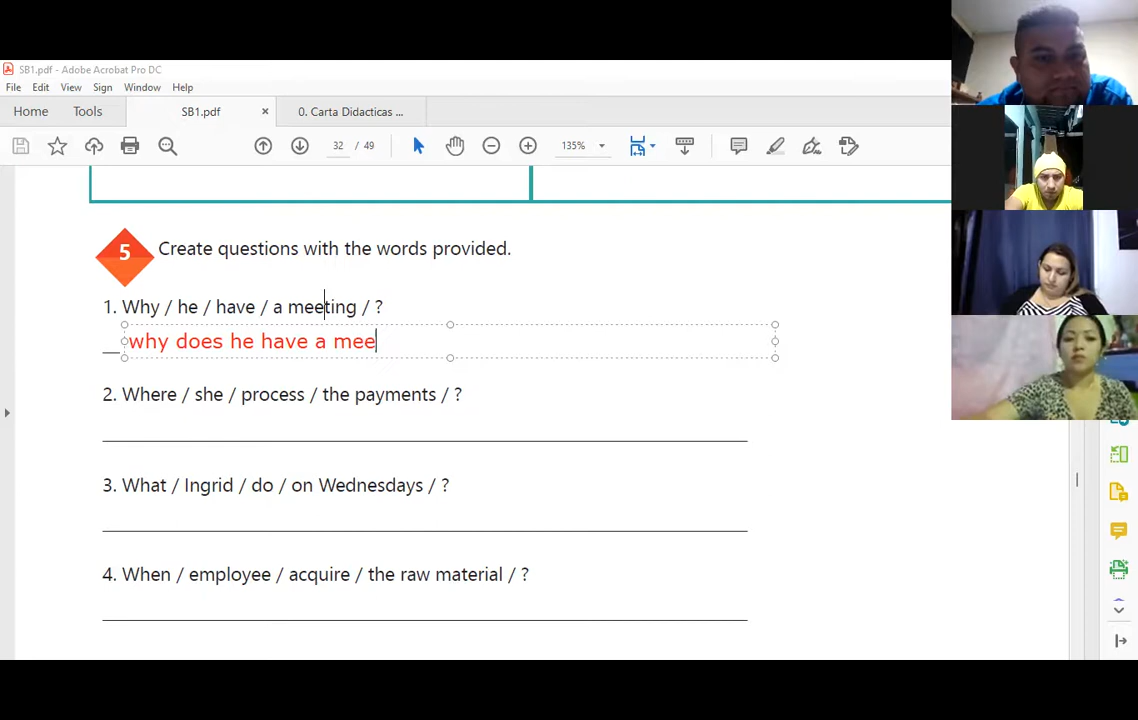 SB1.pdf - Adobe Acrobat Pro DC
File Edit View Sign Window Help
Home Tools SB1.pdf × 0. Carta Didacticas ...
32 / 49 135%
5 Create questions with the words provided.
1. Why / he / have / a meeting / ?
why does he have a mee
2. Where / she / process / the payments / ?
3. What / Ingrid / do / on Wednesdays / ?
4. When / employee / acquire / the raw material / ?